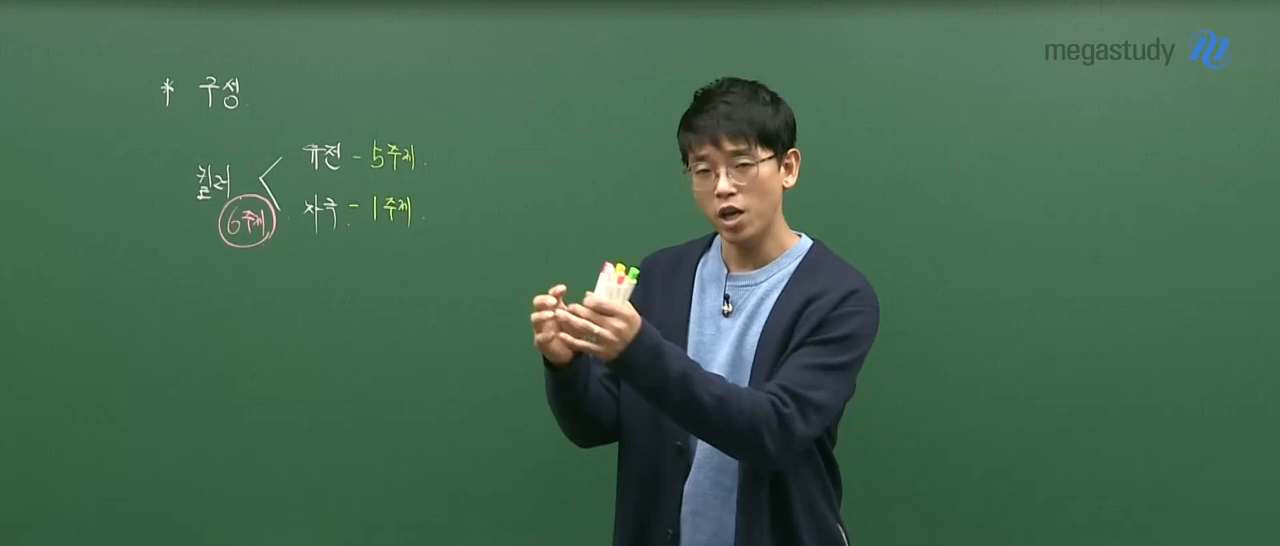 megastudy
* 구성
킬러 < 유전 - 5주제.
6주제 자극 - 1주제.